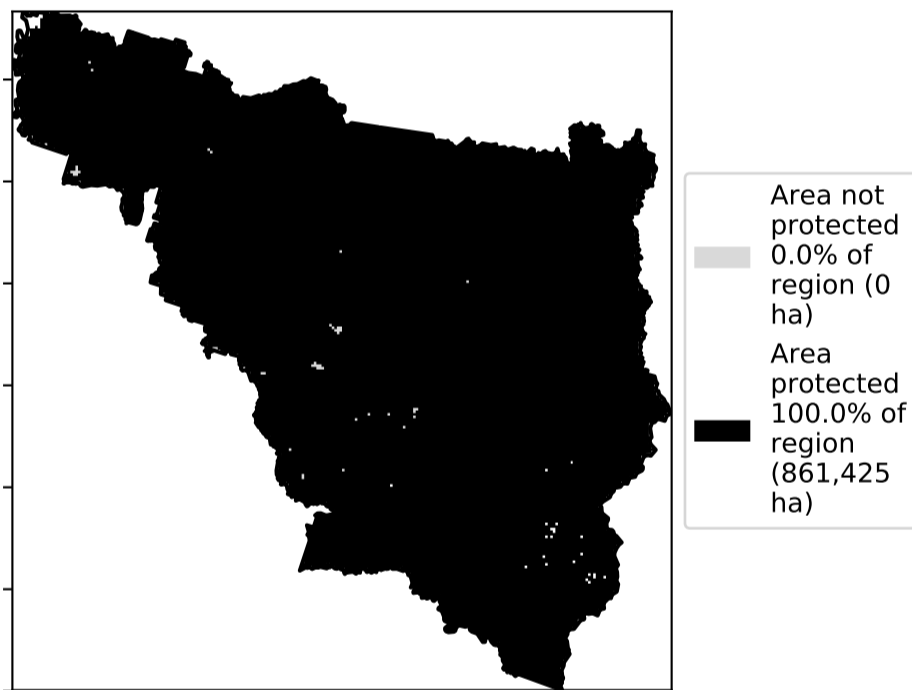 Area not
protected
0.0% of
region (0
ha)
Area
protected
100.0% of
region
(861,425
ha)